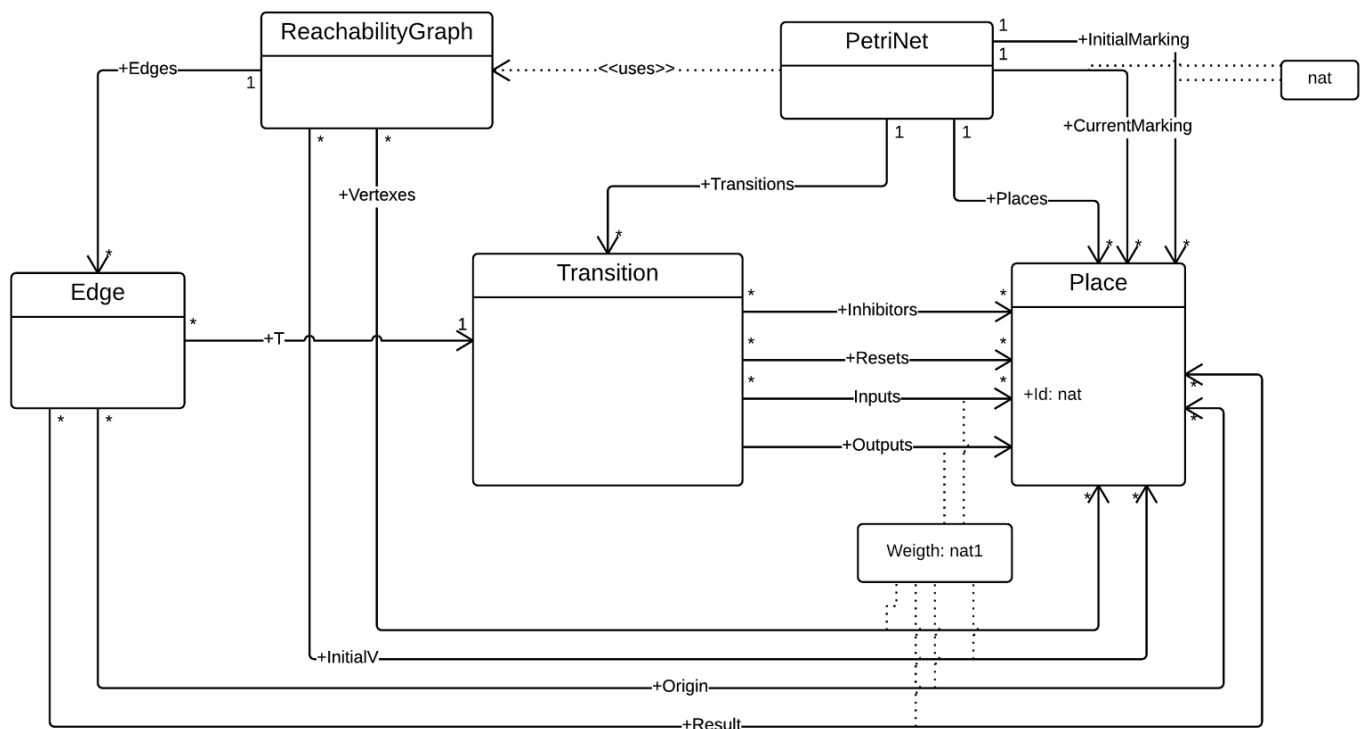 ReachabilityGraph
PetriNet
1
+InitialMarking
+Edges
1
<<uses>>
1
nat
*
*
1
1
+CurrentMarking
+Vertexes
+Transitions
+Places
*
*
*
*
*
Edge
Transition
Place
*
+T
1
*
+Inhibitors
*
*
+Resets
*
*
Inputs
*
+Id: nat
*
*
*
*
+Outputs
*
*
Weigth: nat1
+InitialV
+Origin
+Result